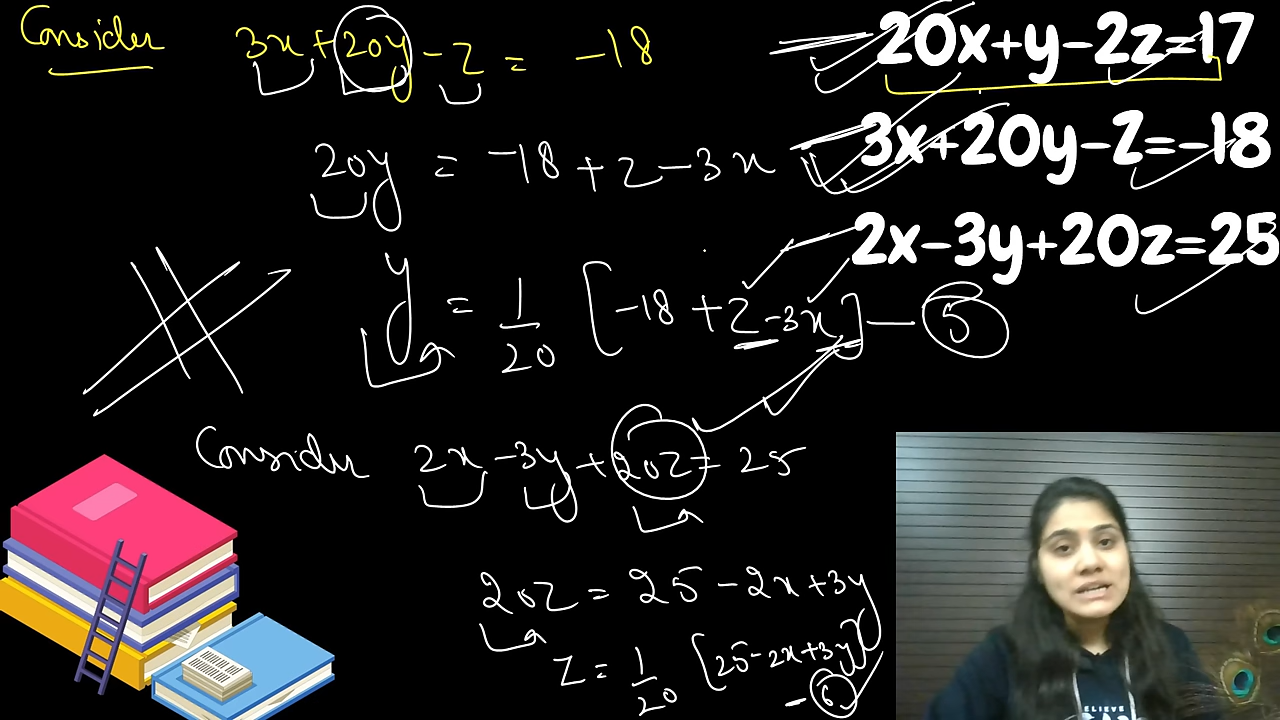 Consider 3x + 20y - z = -18
20x+y-2z=17
3x+20y-z=-18
2x-3y+20z=25
20y = -18 + z - 3x
y = 1/20 [-18 + z - 3x] — 5
Consider 2x - 3y + 20z = 25
20z = 25 - 2x + 3y
z = 1/20 [25 - 2x + 3y]
- 6
ELIEVE